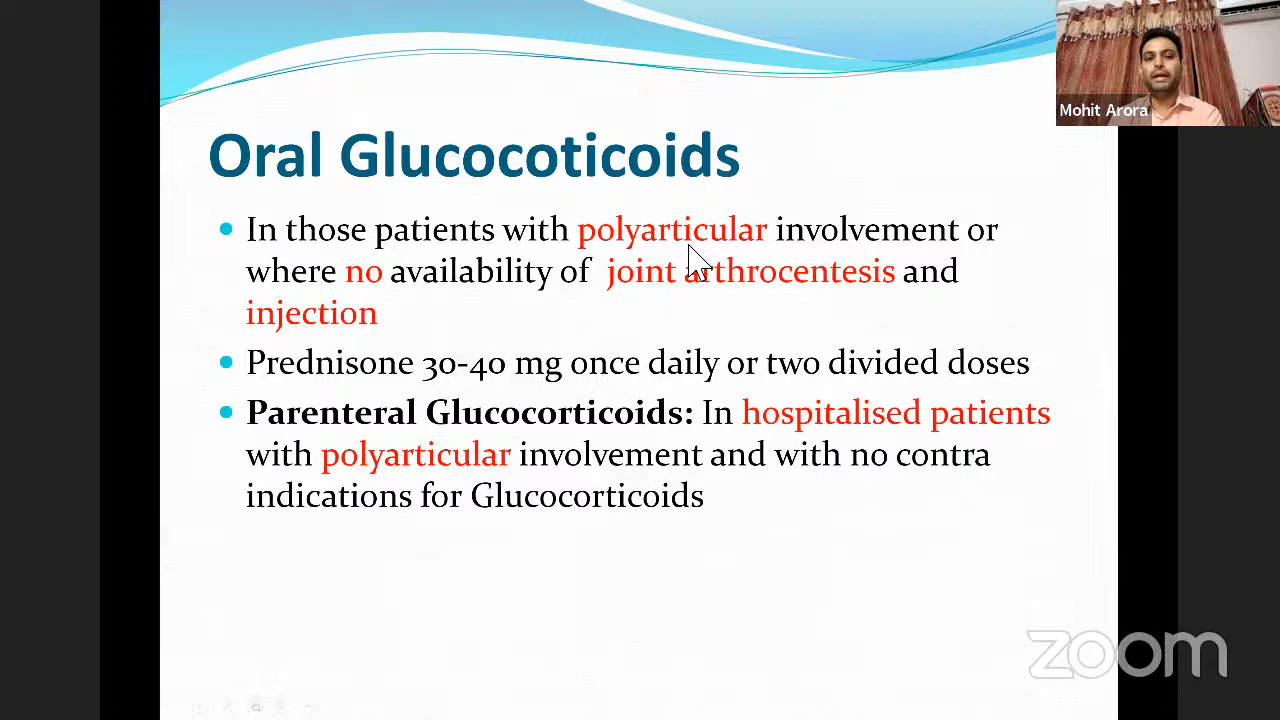 Mohit Arora
Oral Glucocoticoids
In those patients with polyarticular involvement or
where no availability of joint arthrocentesis and
injection
Prednisone 30-40 mg once daily or two divided doses
Parenteral Glucocorticoids: In hospitalised patients
with polyarticular involvement and with no contra
indications for Glucocorticoids
zoom